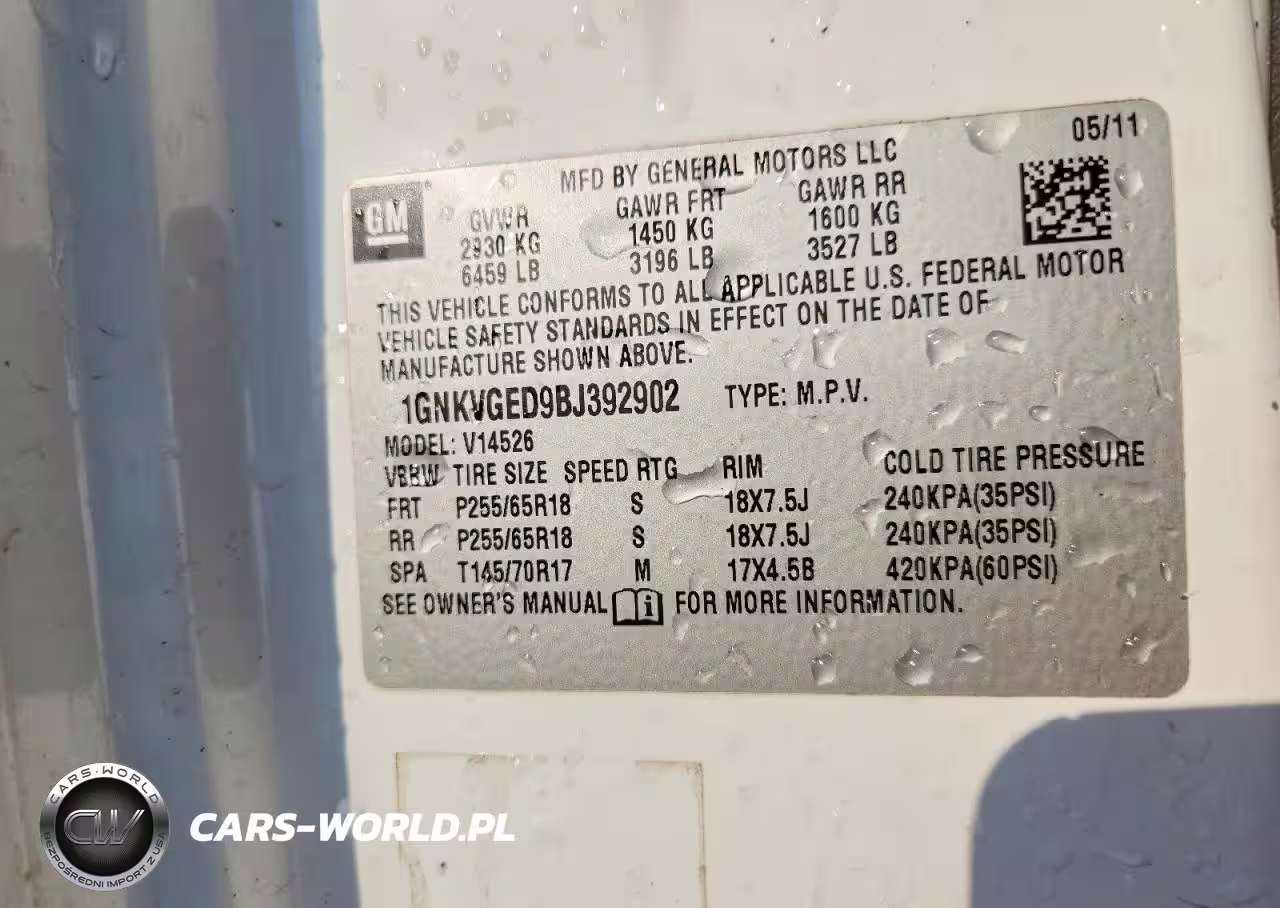 05/11
MFD BY GENERAL MOTORS LLC
GM
GVWR GAWR FRT GAWR RR
2930 KG 1450 KG 1600 KG
6459 LB 3196 LB 3527 LB
THIS VEHICLE CONFORMS TO ALL APPLICABLE U.S. FEDERAL MOTOR
VEHICLE SAFETY STANDARDS IN EFFECT ON THE DATE OF
MANUFACTURE SHOWN ABOVE.
1GNKVGED9BJ392902 TYPE: M.P.V.
MODEL: V14526
TIRE SIZE SPEED RTG RIM COLD TIRE PRESSURE
FRT P255/65R18 S 18X7.5J 240KPA(35PSI)
RR P255/65R18 S 18X7.5J 240KPA(35PSI)
SPA T145/70R17 M 17X4.5B 420KPA(60PSI)
SEE OWNER'S MANUAL i FOR MORE INFORMATION.
CARS-WORLD
CW
BEZPOŚREDNI IMPORT Z USA
CARS-WORLD.PL